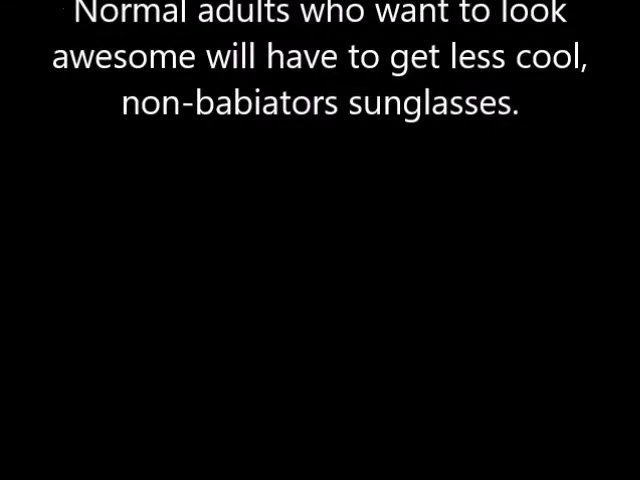 Normal adults who want to look
awesome will have to get less cool,
non-babiators sunglasses.